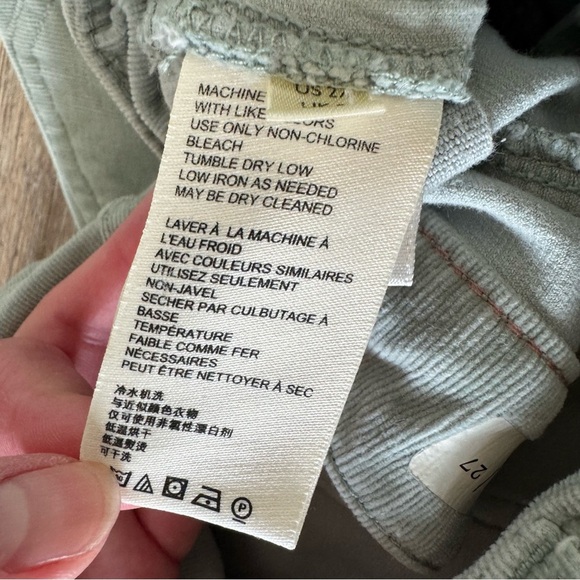 US 27
MACHINE
WITH LIKE
USE ONLY NON-CHLORINE
BLEACH
TUMBLE DRY LOW
LOW IRON AS NEEDED
MAY BE DRY CLEANED
LAVER À LA MACHINE À
L'EAU FROID
AVEC COULEURS SIMILAIRES
UTILISEZ SEULEMENT
NON-JAVEL
SECHER PAR CULBUTAGE À
BASSE
TEMPÉRATURE
FAIBLE COMME FER
NÉCESSAIRES
PEUT ÊTRE NETTOYER À SEC
冷水机洗
与近似顏色衣物
仅可使用非氯性漂白剂
低温烘干
低温熨烫
可干洗
P
27